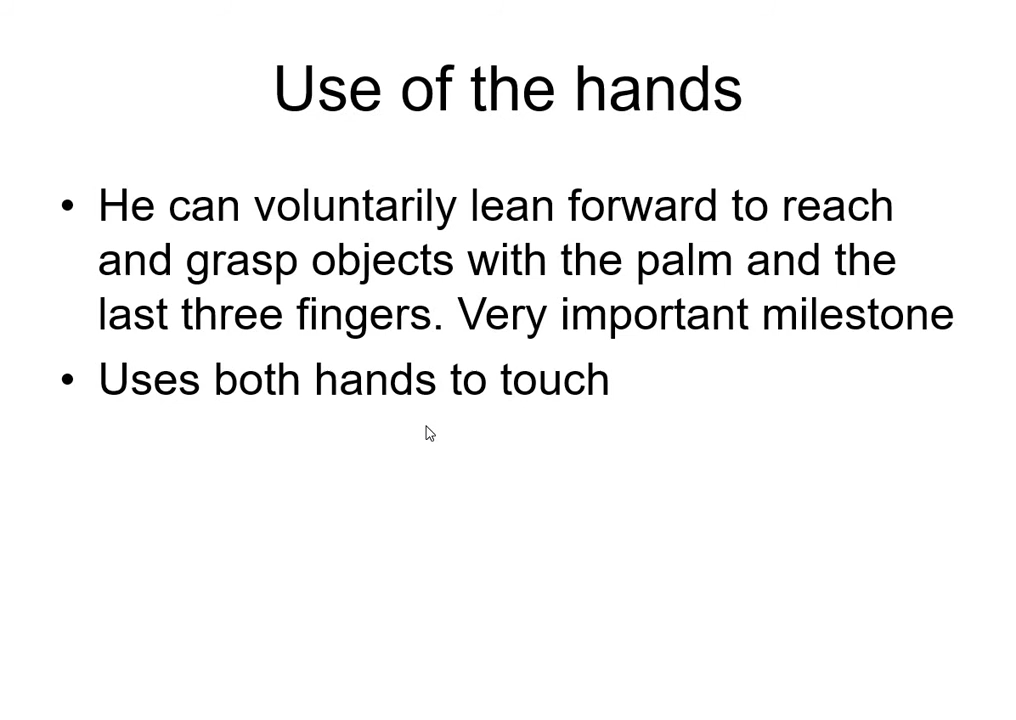 Use of the hands
• He can voluntarily lean forward to reach
and grasp objects with the palm and the
last three fingers. Very important milestone
• Uses both hands to touch